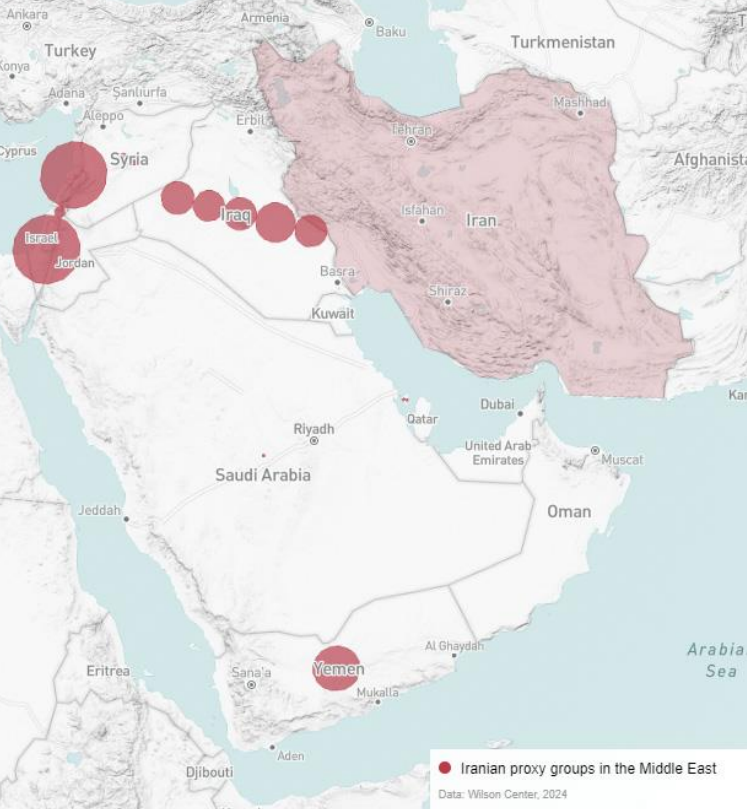 Ankara
Armenia
Baku
Turkey
Turkmenistan
Konya
Adana
Şanlıurfa
Mashhad
Aleppo
Erbil
Tehran
Cyprus
Syria
Afghanist
Isfahan
Iraq
Iran
Israel
Jordan
Basra
Shiraz
Kuwait
Kar
Dubai
Qatar
Riyadh
United Arab
Emirates
Muscat
Saudi Arabia
Oman
Jeddah
Al Ghaydah
Arabia
Sea
Eritrea
Sana'a
Yemen
Mukalla
Aden
Djibouti
Iranian proxy groups in the Middle East
Data: Wilson Center, 2024